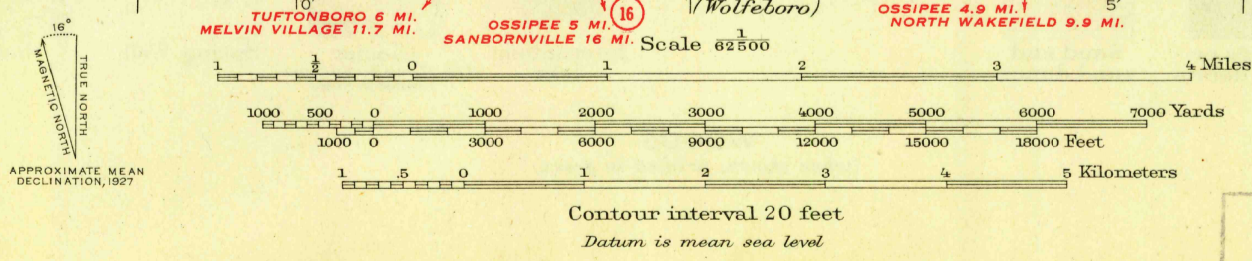 10'
TUFTONBORO 6 MI.
MELVIN VILLAGE 11.7 MI.
OSSIPEE 5 MI.
SANBORNVILLE 16 MI.
16
(Wolfeboro)
OSSIPEE 4.9 MI.
NORTH WAKEFIELD 9.9 MI.
5'
Scale 1/62500
16°
TRUE NORTH
MAGNETIC NORTH
APPROXIMATE MEAN
DECLINATION, 1927
1 1/2 0 1 2 3 4 Miles
1000 500 0 1000 2000 3000 4000 5000 6000 7000 Yards
1000 0 3000 6000 9000 12000 15000 18000 Feet
1 .5 0 1 2 3 4 5 Kilometers
Contour interval 20 feet
Datum is mean sea level